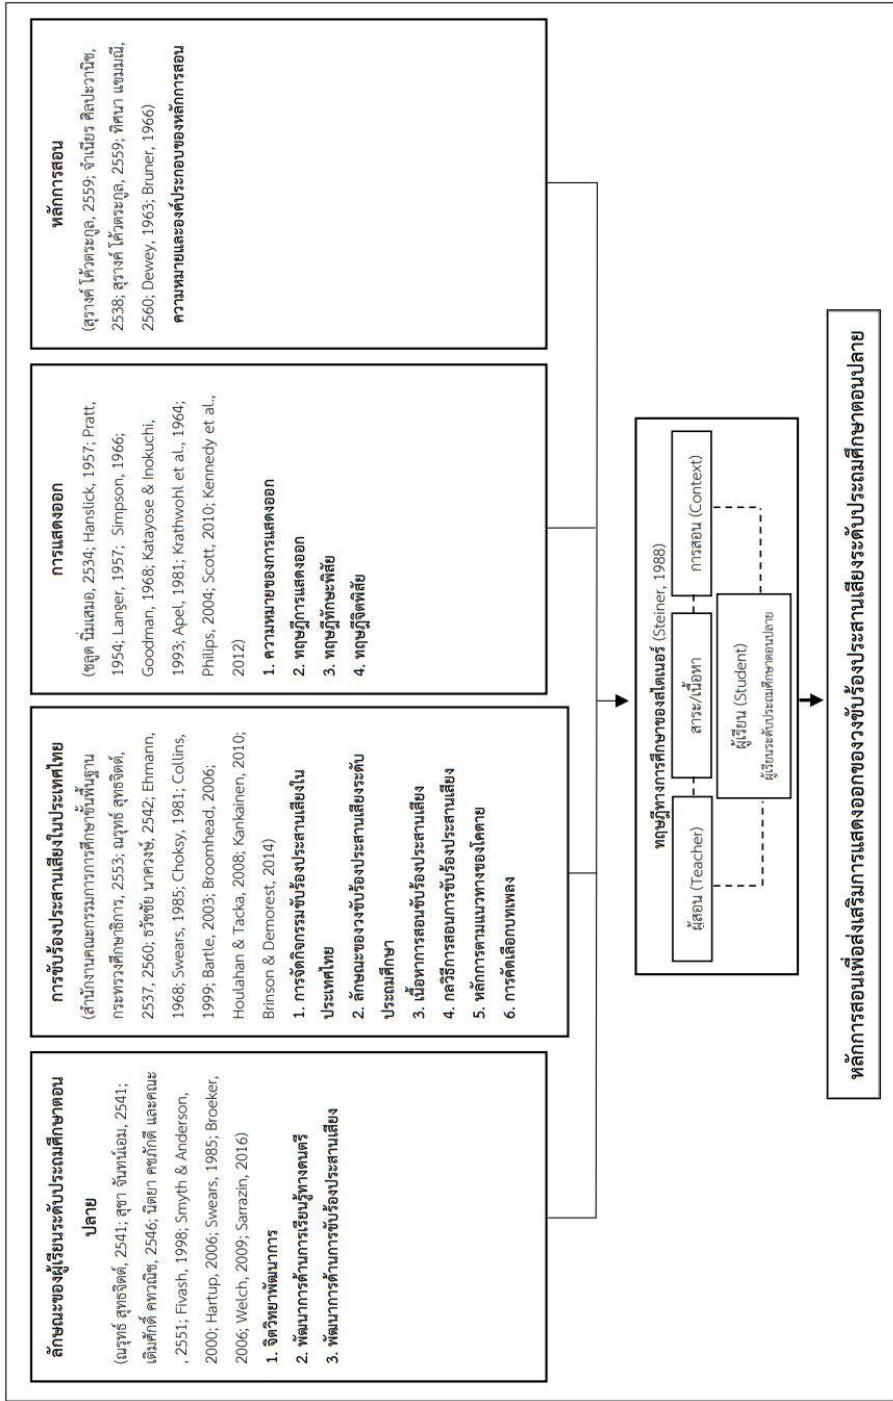 ลักษณะของผู้เรียนระดับประถมศึกษาตอน
ปลาย
(ณรุทธ์ สุทธจิตต์, 2541; สุชา จันทน์เอม, 2541;
เติมศักดิ์ คทวณิช, 2546; นิตยา คชภักดี และคณะ
, 2551; Fivash, 1998; Smyth & Anderson,
2000; Hartup, 2006; Swears, 1985; Broeker,
2006; Welch, 2009; Sarrazin, 2016)
1. จิตวิทยาพัฒนาการ
2. พัฒนาการด้านการเรียนรู้ทางดนตรี
3. พัฒนาการด้านการขับร้องประสานเสียง
การขับร้องประสานเสียงในประเทศไทย
(สำนักงานคณะกรรมการการศึกษาขั้นพื้นฐาน
กระทรวงศึกษาธิการ, 2553; ณรุทธ์ สุทธจิตต์,
2537, 2560; ธวัชชัย นาควงษ์, 2542; Ehmann,
1968; Swears, 1985; Choksy, 1981; Collins,
1999; Bartle, 2003; Broomhead, 2006;
Houlahan & Tacka, 2008; Kankainen, 2010;
Brinson & Demorest, 2014)
1. การจัดกิจกรรมขับร้องประสานเสียงใน
ประเทศไทย
2. ลักษณะของวงขับร้องประสานเสียงระดับ
ประถมศึกษา
3. เนื้อหาการสอนขับร้องประสานเสียง
4. กลวิธีการสอนการขับร้องประสานเสียง
5. หลักการตามแนวทางของโคดาย
6. การคัดเลือกบทเพลง
การแสดงออก
(ชลูด นิ่มเสมอ, 2534; Hanslick, 1957; Pratt,
1954; Langer, 1957; Simpson, 1966;
Goodman, 1968; Katayose & Inokuchi,
1993; Apel, 1981; Krathwohl et al., 1964;
Philips, 2004; Scott, 2010; Kennedy et al.,
2012)
1. ความหมายของการแสดงออก
2. ทฤษฎีการแสดงออก
3. ทฤษฎีทักษะพิสัย
4. ทฤษฎีจิตพิสัย
หลักการสอน
(สุรางค์ โค้วตระกูล, 2559; จำเนียร ศิลปะวานิช,
2538; สุรางค์ โค้วตระกูล, 2559; ทิศนา แขมมณี,
2560; Dewey, 1963; Bruner, 1966)
ความหมายและองค์ประกอบของหลักการสอน
ทฤษฎีทางการศึกษาของสไตเนอร์ (Steiner, 1988)
ผู้สอน (Teacher)
สาระ/เนื้อหา
การสอน (Context)
ผู้เรียน (Student)
ผู้เรียนระดับประถมศึกษาตอนปลาย
หลักการสอนเพื่อส่งเสริมการแสดงออกของวงขับร้องประสานเสียงระดับประถมศึกษาตอนปลาย